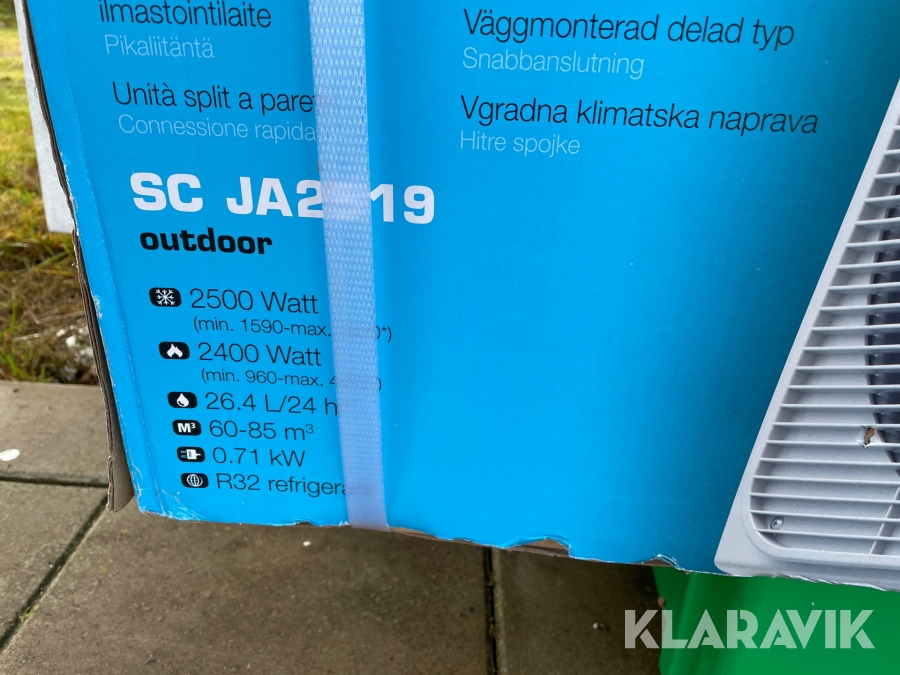 ilmastointilaite
Pikaliitäntä
Unità split a pare
Connessione rapida
Väggmonterad delad typ
Snabbanslutning
Vgradna klimatska naprava
Hitre spojke
SC JA2 19
outdoor
2500 Watt
(min. 1590-max. 0*)
2400 Watt
(min. 960-max.
26.4 L/24 h
M³ 60-85 m³
0.71 kW
R32 refrigera
KLARAVIK